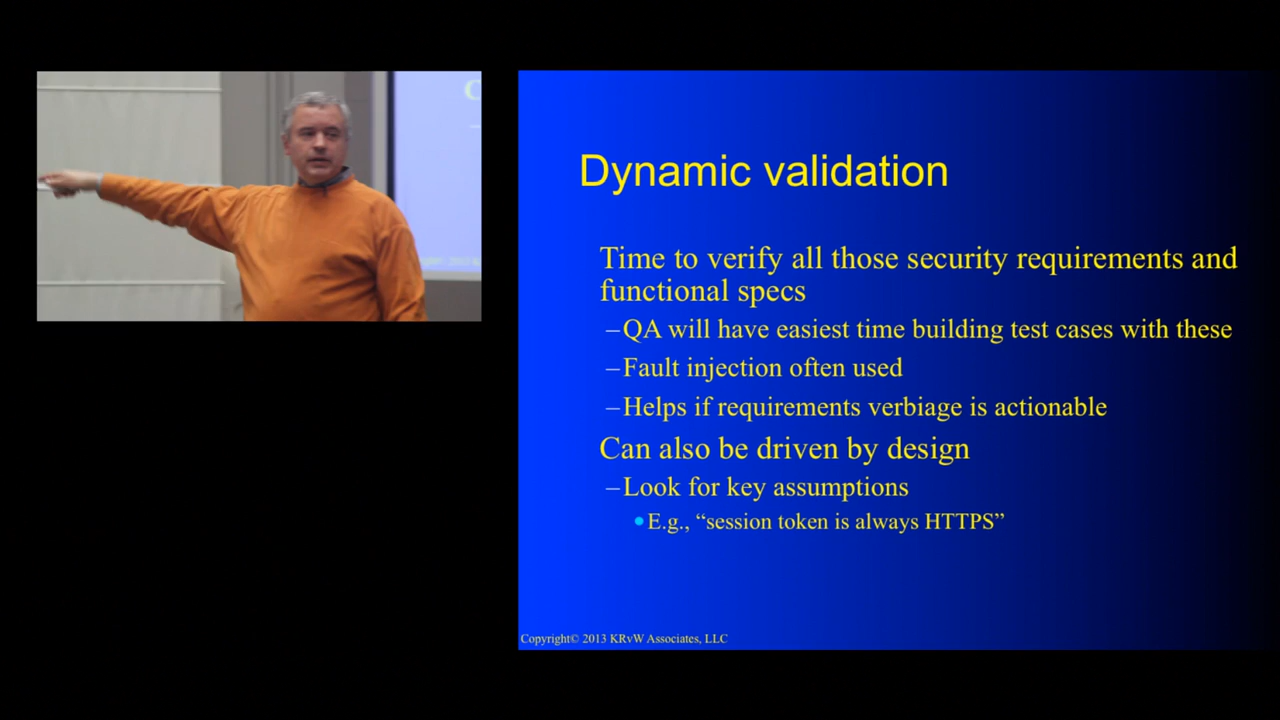 Dynamic validation
Time to verify all those security requirements and
functional specs
–QA will have easiest time building test cases with these
–Fault injection often used
–Helps if requirements verbiage is actionable
Can also be driven by design
–Look for key assumptions
•E.g., “session token is always HTTPS”
Copyright© 2013 KRvW Associates, LLC